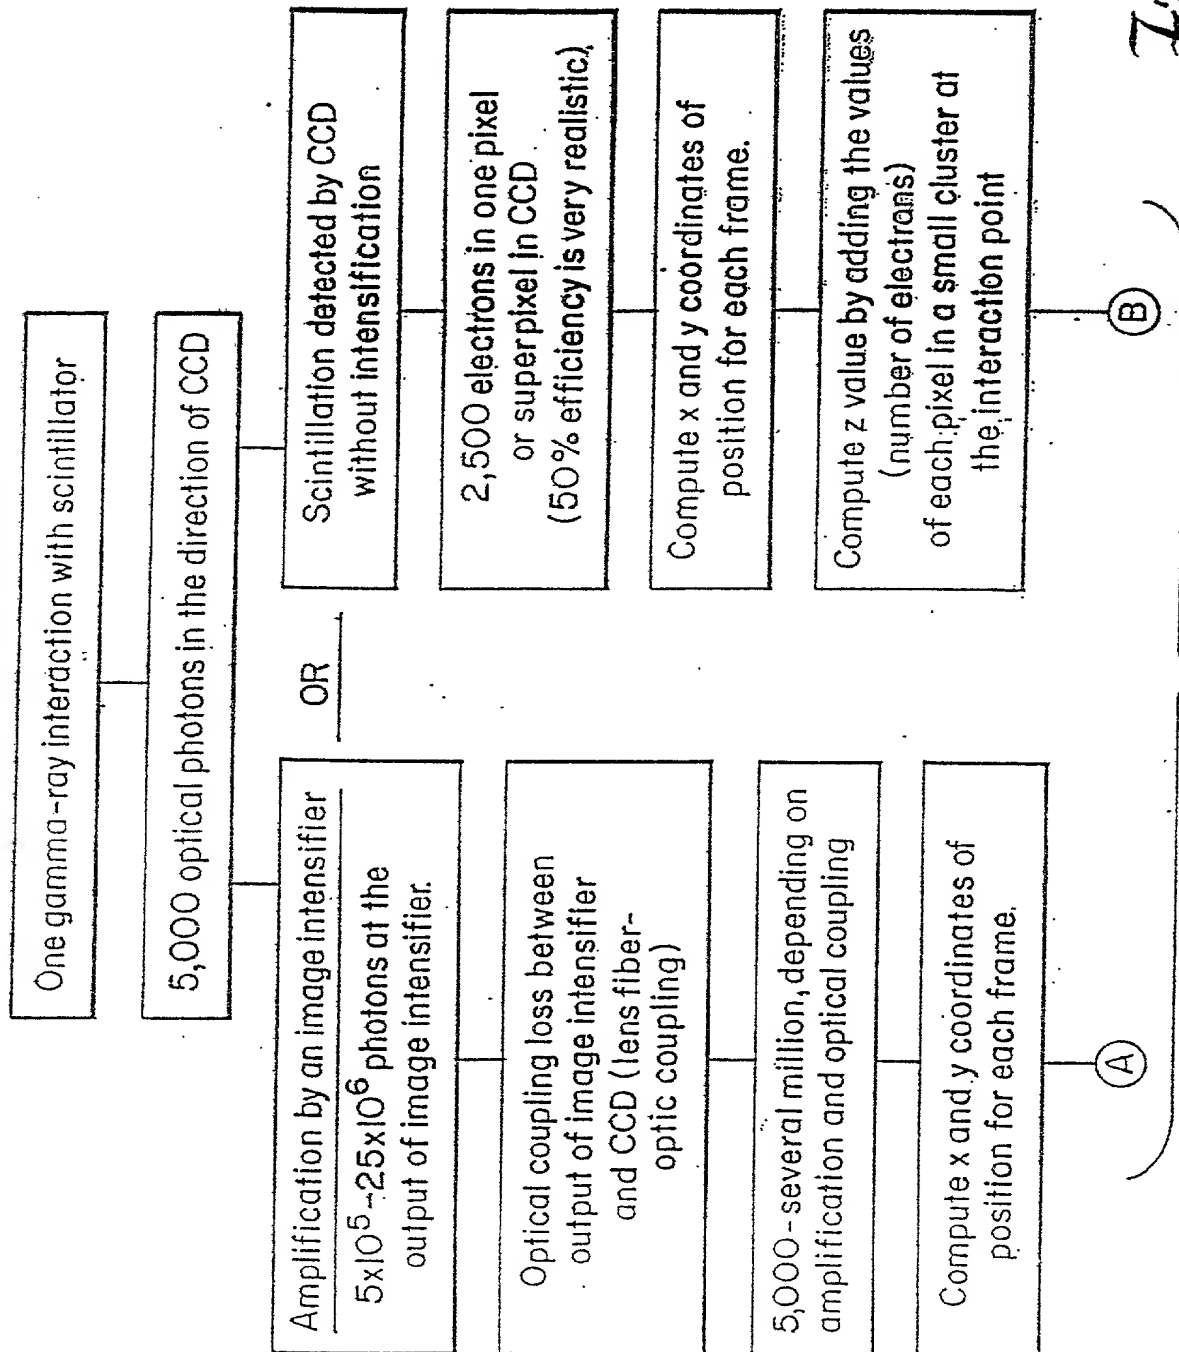 One gamma-ray interaction with scintillator
5,000 optical photons in the direction of CCD
Amplification by an image intensifier
5x10⁵-25x10⁶ photons at the
output of image intensifier.
Optical coupling loss between
output of image intensifier
and CCD (lens fiber-
optic coupling)
5,000-several million, depending on
amplification and optical coupling
Compute x and y coordinates of
position for each frame.
A
OR
Scintillation detected by CCD
without intensification
2,500 electrons in one pixel
or superpixel in CCD
(50% efficiency is very realistic)
Compute x and y coordinates of
position for each frame.
Compute z value by adding the values
(number of electrans)
of each pixel in a small cluster at
the interaction point
B